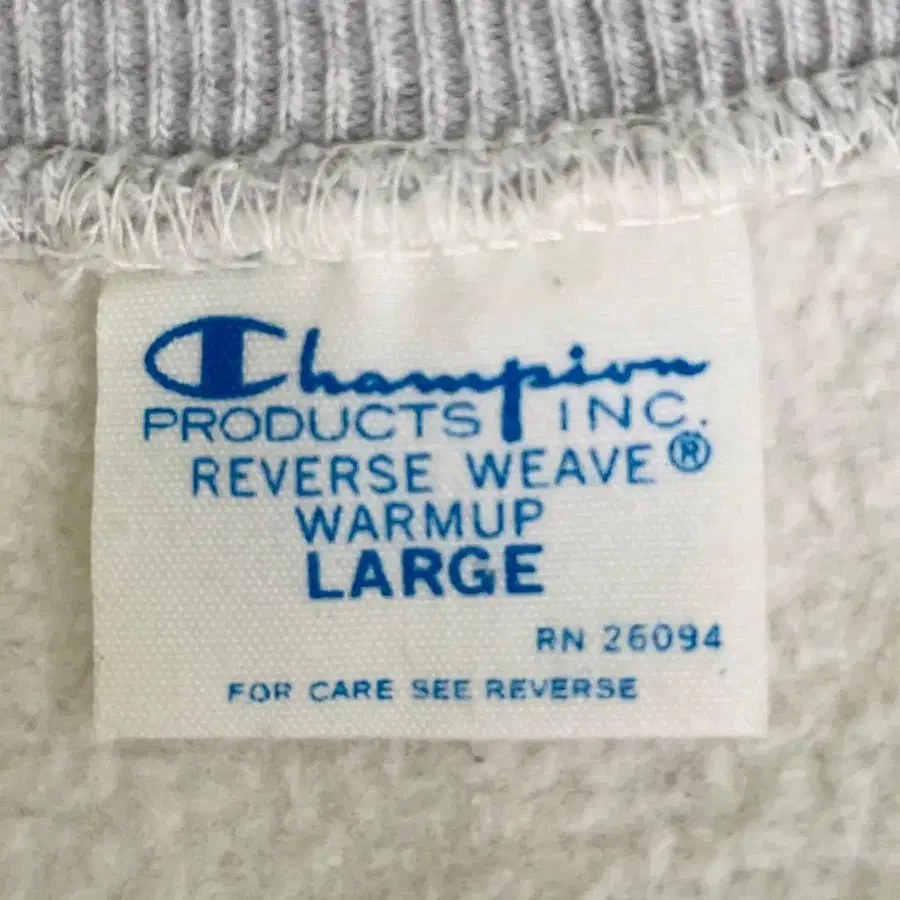 Champion
PRODUCTS INC.
REVERSE WEAVE®
WARMUP
LARGE
RN 26094
FOR CARE SEE REVERSE